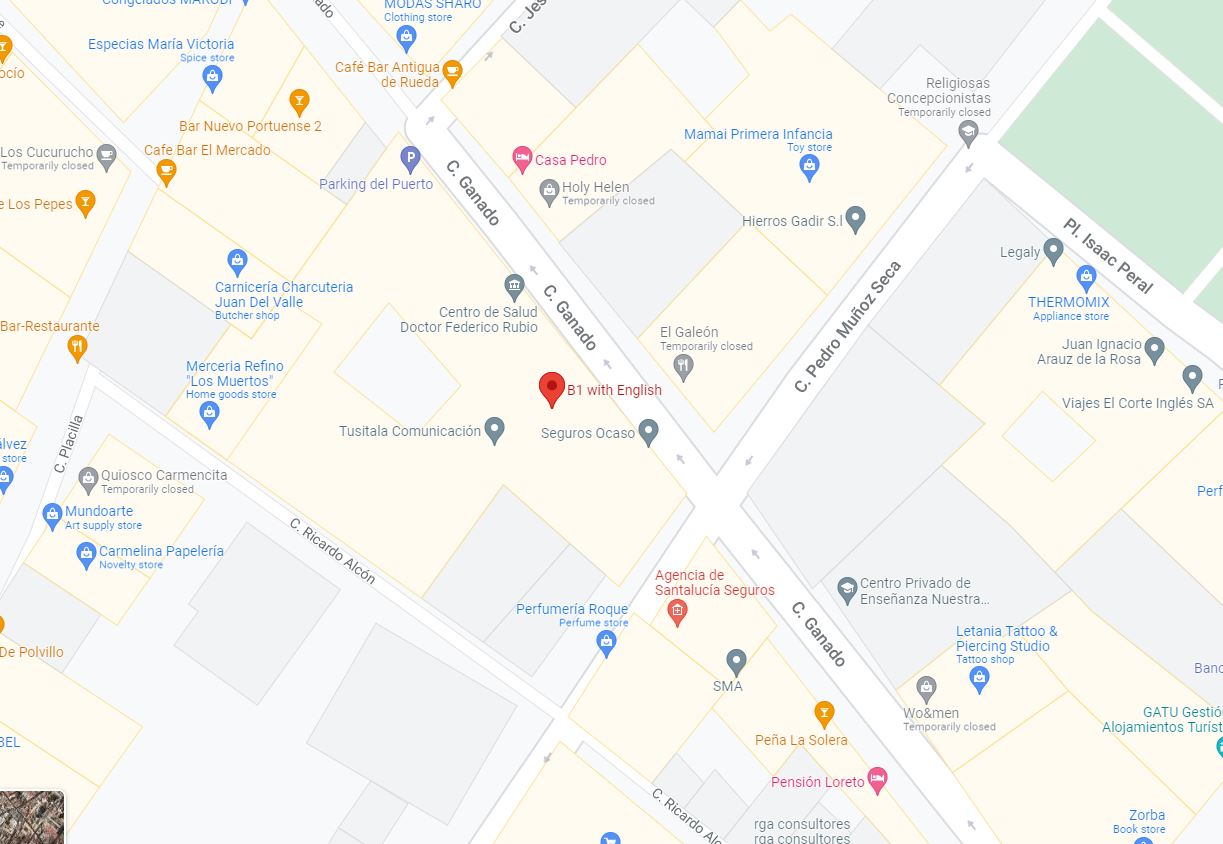 Congelados MARUDI
MODAS SHARO
Clothing store
C. Jes
Especias María Victoria
Spice store
Café Bar Antigua
de Rueda
Religiosas
Concepcionistas
Temporarily closed
Bar Nuevo Portuense 2
Mamai Primera Infancia
Toy store
Los Cucurucho
Temporarily closed
Cafe Bar El Mercado
Casa Pedro
P
Parking del Puerto
C. Ganado
Holy Helen
Temporarily closed
e Los Pepes
Hierros Gadir S.l
Pl. Isaac Peral
Legaly
Carnicería Charcuteria
Juan Del Valle
Butcher shop
C. Ganado
Centro de Salud
Doctor Federico Rubio
C. Pedro Muñoz Seca
THERMOMIX
Appliance store
Bar-Restaurante
El Galeón
Temporarily closed
Juan Ignacio
Arauz de la Rosa
Merceria Refino
"Los Muertos"
Home goods store
B1 with English
Viajes El Corte Inglés SA
Tusitala Comunicación
Seguros Ocaso
C. Placilla
álvez
store
Quiosco Carmencita
Temporarily closed
Perf
Mundoarte
Art supply store
C. Ricardo Alcón
Carmelina Papelería
Novelty store
Agencia de
Santalucía Seguros
Centro Privado de
Enseñanza Nuestra...
Perfumería Roque
Perfume store
C. Ganado
Letania Tattoo &
Piercing Studio
Tattoo shop
De Polvillo
Banc
SMA
Wo&men
Temporarily closed
GATU Gestió
Alojamientos Turíst
Peña La Solera
BEL
Pensión Loreto
C. Ricardo Alc
rga consultores
rga consultores
Zorba
Book store